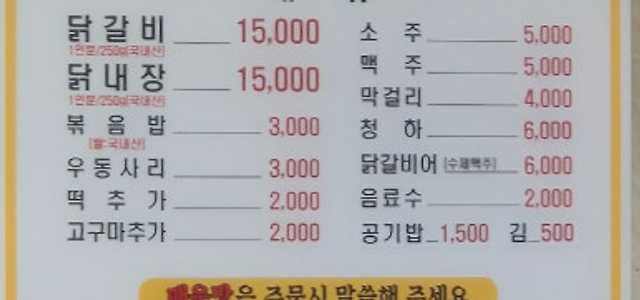 닭갈비 15,000
1인분/250g(국내산)
닭내장 15,000
1인분/250g(국내산)
볶음밥 3,000
(쌀:국내산)
우동사리 3,000
떡추가 2,000
고구마추가 2,000
소주 5,000
맥주 5,000
막걸리 4,000
청하 6,000
닭갈비어 (수제맥주) 6,000
음료수 2,000
공기밥 1,500 김 500
매운맛은 주문시 말씀해 주세요